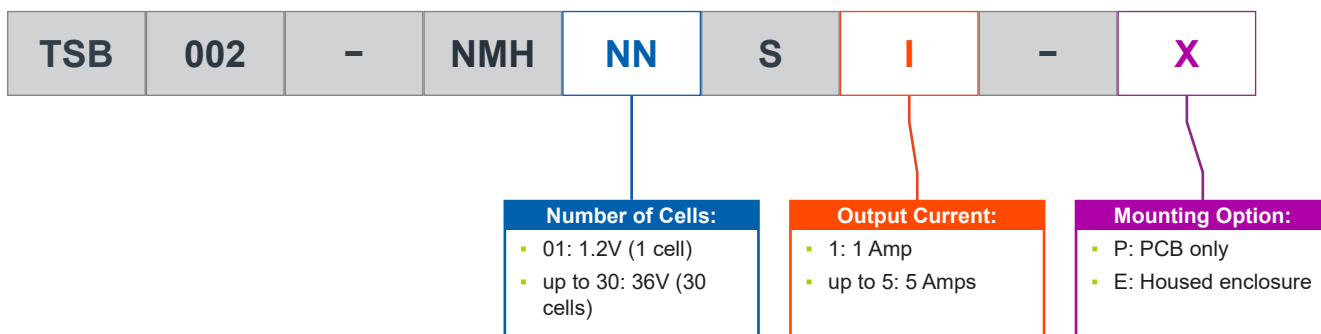 TSB 002 – NMH NN S I – X
Number of Cells:
▪ 01: 1.2V (1 cell)
▪ up to 30: 36V (30
cells)
Output Current:
▪ 1: 1 Amp
▪ up to 5: 5 Amps
Mounting Option:
▪ P: PCB only
▪ E: Housed enclosure